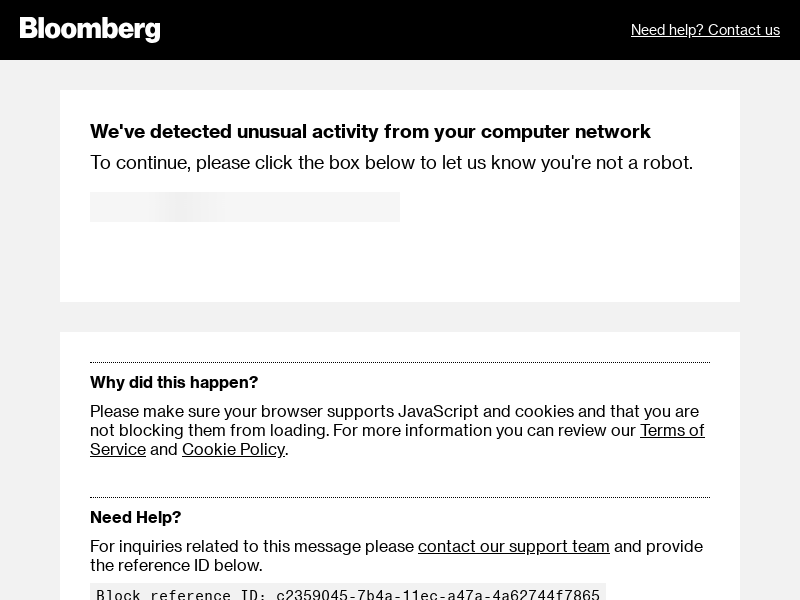 Bloomberg
Need help? Contact us
We've detected unusual activity from your computer network
To continue, please click the box below to let us know you're not a robot.
Why did this happen?
Please make sure your browser supports JavaScript and cookies and that you are
not blocking them from loading. For more information you can review our Terms of
Service and Cookie Policy.
Need Help?
For inquiries related to this message please contact our support team and provide
the reference ID below.
Block reference ID: c2359045-7b4a-11ec-a47a-4a62744f7865